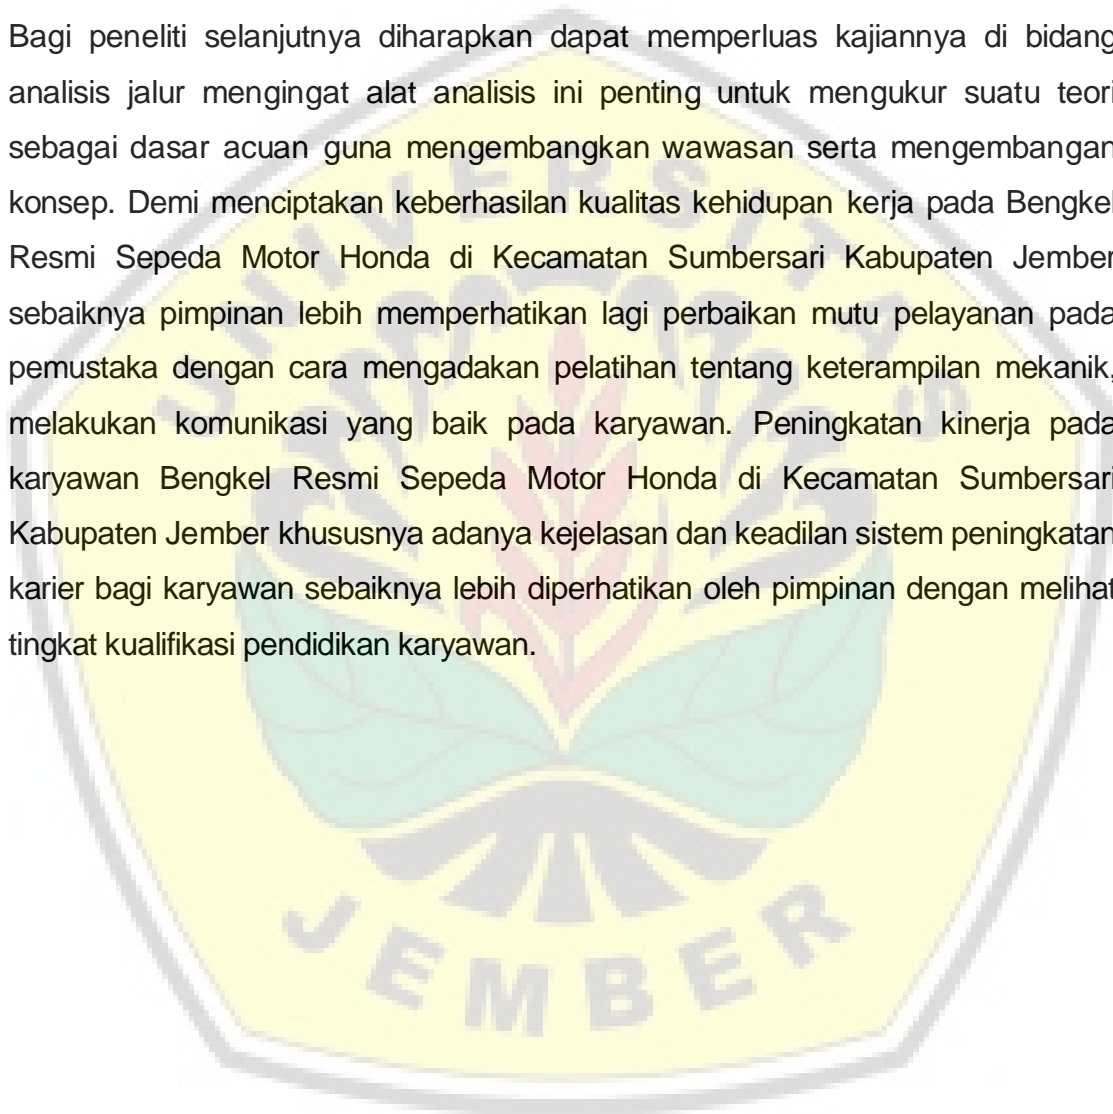 Bagi peneliti selanjutnya diharapkan dapat memperluas kajiannya di bidang
analisis jalur mengingat alat analisis ini penting untuk mengukur suatu teori
sebagai dasar acuan guna mengembangkan wawasan serta mengembangan
konsep. Demi menciptakan keberhasilan kualitas kehidupan kerja pada Bengkel
Resmi Sepeda Motor Honda di Kecamatan Sumbersari Kabupaten Jember
sebaiknya pimpinan lebih memperhatikan lagi perbaikan mutu pelayanan pada
pemustaka dengan cara mengadakan pelatihan tentang keterampilan mekanik,
melakukan komunikasi yang baik pada karyawan. Peningkatan kinerja pada
karyawan Bengkel Resmi Sepeda Motor Honda di Kecamatan Sumbersari
Kabupaten Jember khususnya adanya kejelasan dan keadilan sistem peningkatan
karier bagi karyawan sebaiknya lebih diperhatikan oleh pimpinan dengan melihat
tingkat kualifikasi pendidikan karyawan.
UNIVERSITAS
JEMBER